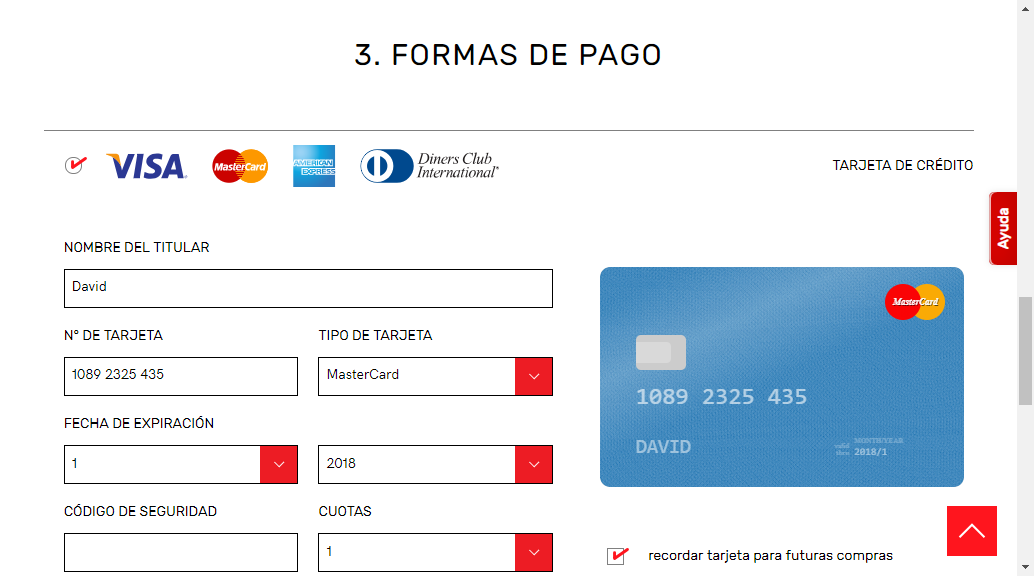 3. FORMAS DE PAGO
VISA
MasterCard
AMERICAN EXPRESS
Diners Club International
TARJETA DE CRÉDITO
Ayuda
NOMBRE DEL TITULAR
David
N° DE TARJETA
TIPO DE TARJETA
1089 2325 435
MasterCard
FECHA DE EXPIRACIÓN
1
2018
CÓDIGO DE SEGURIDAD
CUOTAS
1
MasterCard
1089 2325 435
DAVID
valid thru
MONTH/YEAR
2018/1
recordar tarjeta para futuras compras